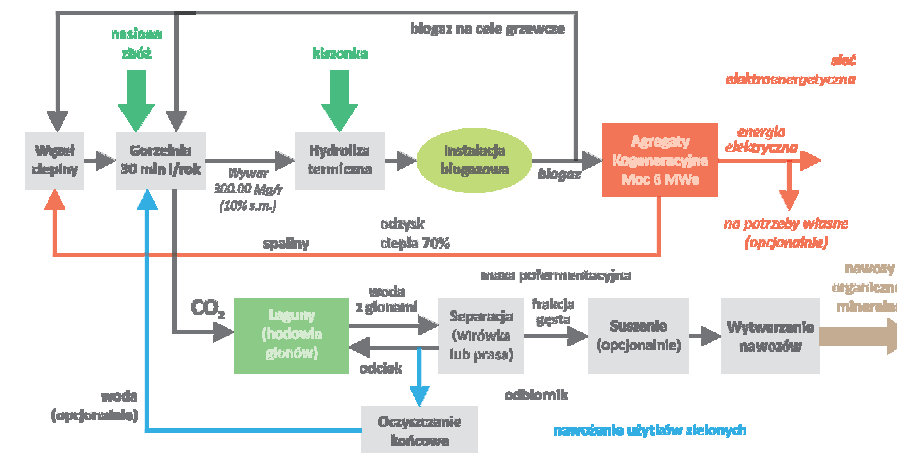 biogaz na cele grzewcze
nasiona
zbóż
kiszonka
sieć
elektroenergetyczna
Węzeł
cieplny
Gorzelnia
30 mln l/rok
Wywar
300.00 Mg/r
(10% s.m.)
Hydroliza
termiczna
Instalacja
biogazowa
biogaz
Agregaty
Kogeneracyjne
Moc 6 MWe
energia
elektryczna
na potrzeby własne
(opcjonalnie)
spaliny
odzysk
ciepła 70%
masa pofermentacyjna
nawozy
organiczno
mineralne
CO₂
Laguny
(hodowla
glonów)
woda
z glonami
odciek
Separacja
(wirówka
lub prasa)
frakcja
gęsta
Suszenie
(opcjonalnie)
Wytwarzanie
nawozów
woda
(opcjonalnie)
Oczyszczanie
końcowe
odbiornik
nawożenie użytków zielonych